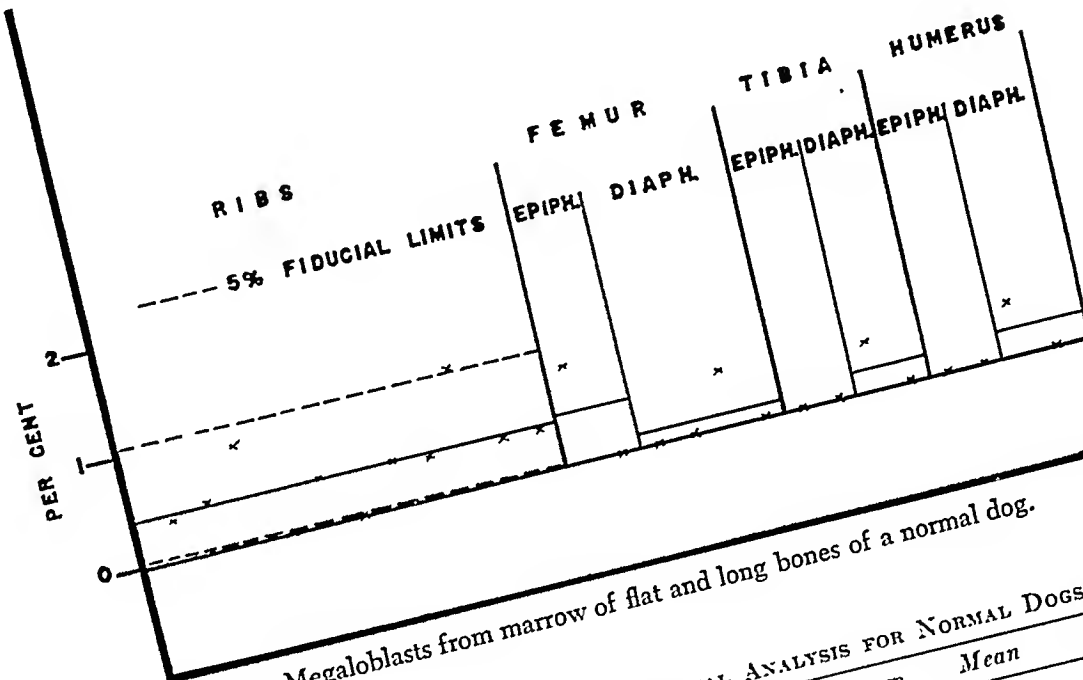 HUMERUS
TIBIA
FEMUR
RIBS
EPIPH. DIAPH. EPIPH. DIAPH. EPIPH. DIAPH.
5% FIDUCIAL LIMITS
2
1
0
PER CENT
Megaloblasts from marrow of flat and long bones of a normal dog.
ANALYSIS FOR NORMAL DOGS
Mean